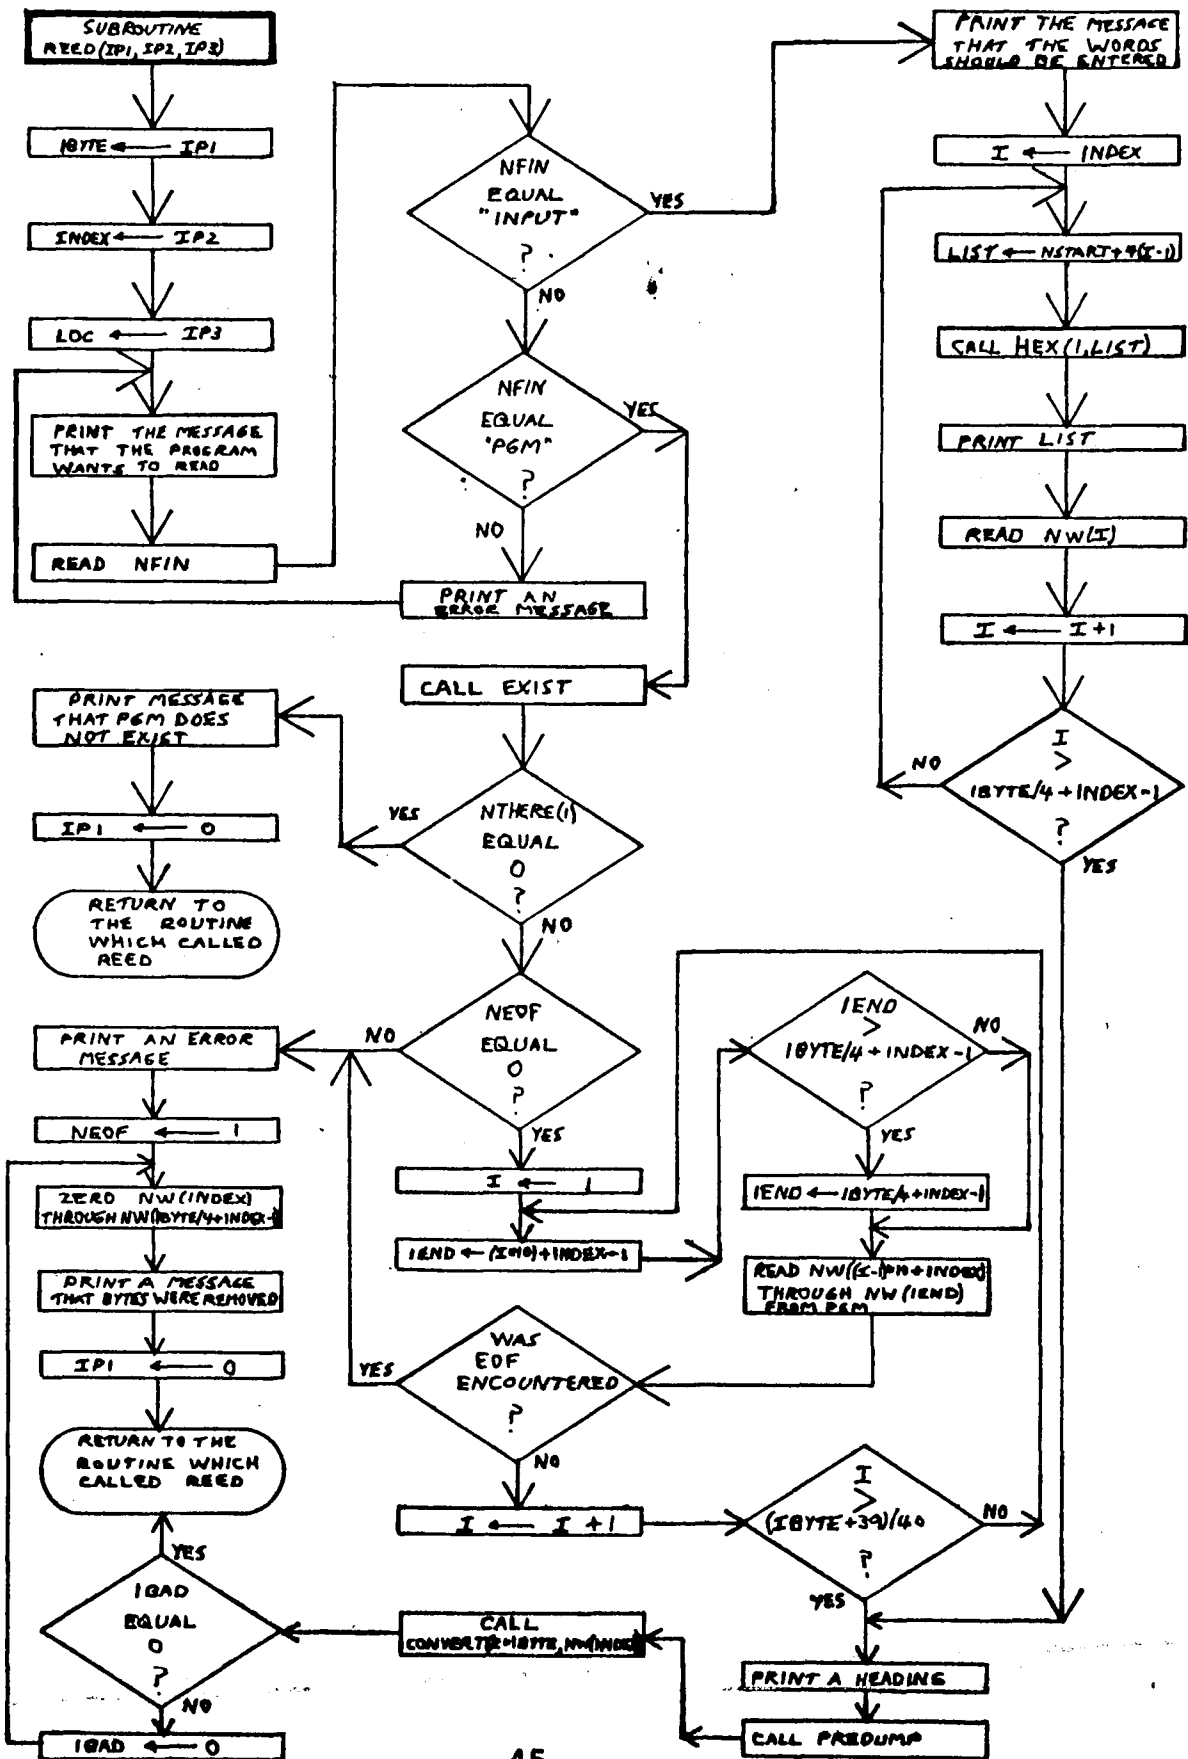 SUBROUTINE
REED(IP1, IP2, IP3)
IBYTE ← IP1
INDEX ← IP2
LOC ← IP3
PRINT THE MESSAGE
THAT THE PROGRAM
WANTS TO READ
READ NFIN
NFIN
EQUAL
"INPUT"
?
YES
NO
NFIN
EQUAL
"PGM"
?
YES
NO
PRINT AN
ERROR MESSAGE
PRINT THE MESSAGE
THAT THE WORDS
SHOULD BE ENTERED
I ← INDEX
LIST ← NSTART+4(I-1)
CALL HEX(1,LIST)
PRINT LIST
READ NW(I)
I ← I+1
I
>
IBYTE/4+INDEX-1
?
NO
YES
CALL EXIST
NTHERE(1)
EQUAL
0
?
YES
NO
PRINT MESSAGE
THAT PGM DOES
NOT EXIST
IP1 ← 0
RETURN TO
THE ROUTINE
WHICH CALLED
REED
NEOF
EQUAL
0
?
NO
YES
PRINT AN ERROR
MESSAGE
NEOF ← 1
ZERO NW(INDEX)
THROUGH NW(IBYTE/4+INDEX-1)
PRINT A MESSAGE
THAT BYTES WERE REMOVED
IP1 ← 0
RETURN TO THE
ROUTINE WHICH
CALLED REED
I ← 1
IEND ← (I*10)+INDEX-1
IEND
>
IBYTE/4+INDEX-1
?
NO
YES
IEND ← IBYTE/4+INDEX-1
READ NW((I-1)*10+INDEX)
THROUGH NW(IEND)
FROM PGM
WAS
EOF
ENCOUNTERED
?
YES
NO
I ← I+1
I
>
(IBYTE+39)/40
?
NO
YES
PRINT A HEADING
CALL PREDUMP
CALL
CONVERT(2*IBYTE,NW(INDEX))
IBAD
EQUAL
0
?
YES
NO
IBAD ← 0
45